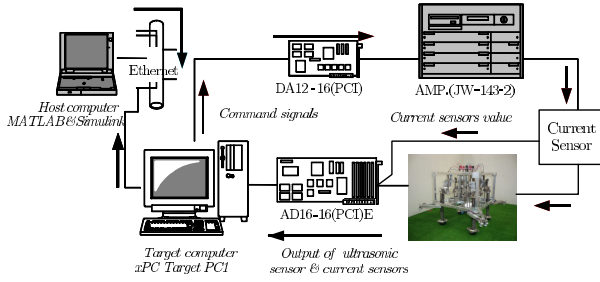 Ethernet
DA12-16(PCI)
AMP.(JW-143-2)
Host computer
MATLAB&Simulink
Command signals
Current sensors value
Current
Sensor
AD16-16(PCI)E
Target computer
xPC Target PC1
Output of ultrasonic
sensor & current sensors